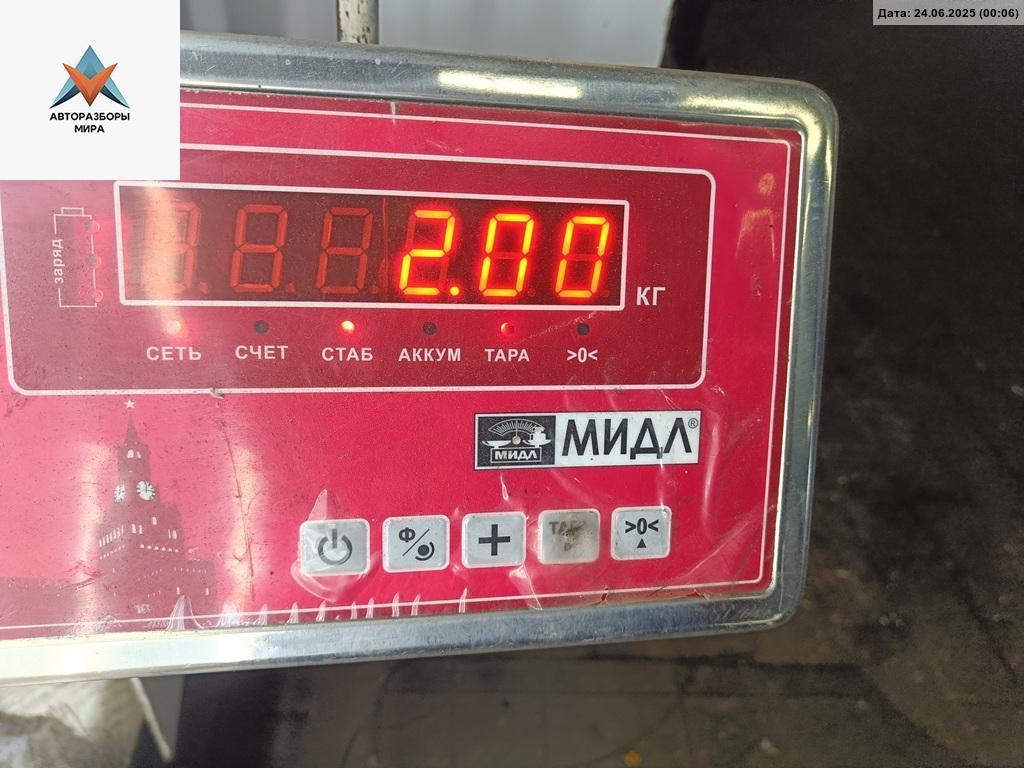 Дата: 24.06.2025 (00:06)
АВТОРАЗБОРЫ
МИРА
заряд
2.00
КГ
СЕТЬ СЧЕТ СТАБ АККУМ ТАРА >0<
МИДЛ МИДЛ®
Ф/ + >0<